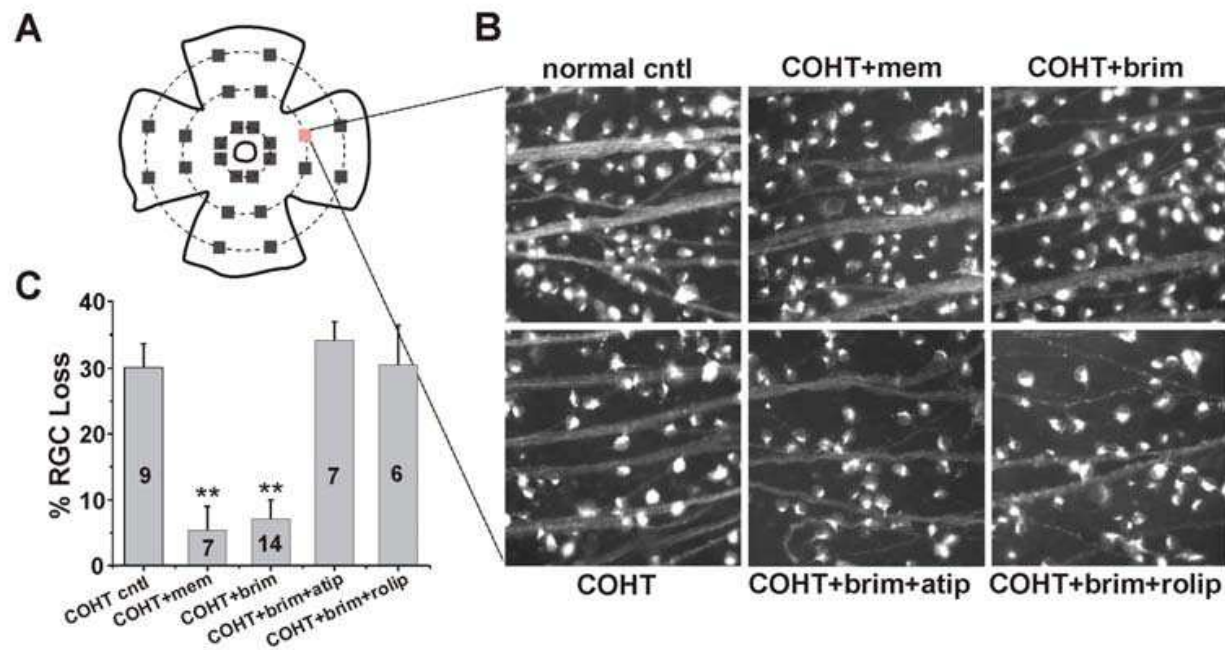 A
B
normal cntl
COHT+mem
COHT+brim
COHT
COHT+brim+atip
COHT+brim+rolip
C
% RGC Loss
40
30
20
10
0
9
**
7
**
14
7
6
COHT cntl
COHT+mem
COHT+brim
COHT+brim+atip
COHT+brim+rolip